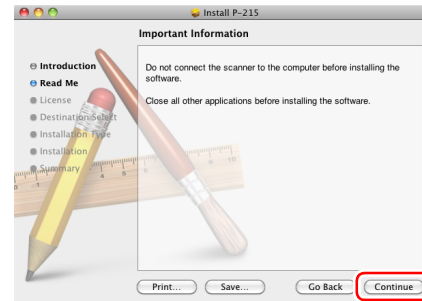 Install P-215
Important Information
Introduction
Read Me
License
Destination Select
Installation Type
Installation
Summary
Do not connect the scanner to the computer before installing the
software.
Close all other applications before installing the software.
Print...
Save...
Go Back
Continue